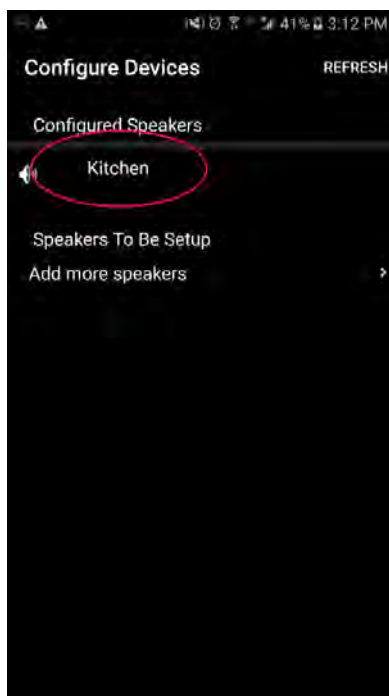 41% 3:12 PM
Configure Devices REFRESH
Configured Speakers
Kitchen
Speakers To Be Setup
Add more speakers >